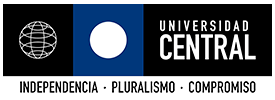 UNIVERSIDAD
CENTRAL
INDEPENDENCIA · PLURALISMO · COMPROMISO